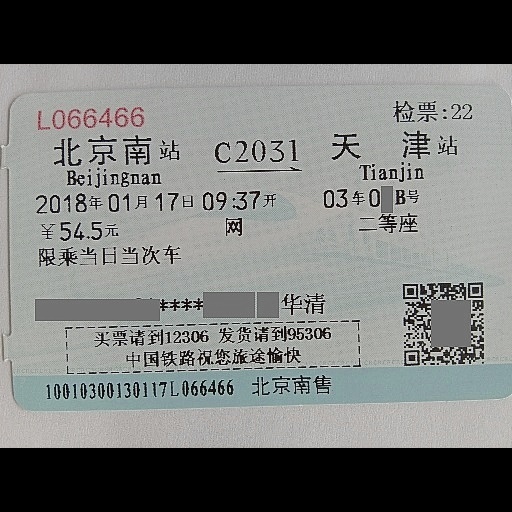 L066466 检票:22
北京南站 C2031 天津站
Beijingnan Tianjin
2018年01月17日09:37开 03车0B号
¥54.5元 网 二等座
限乘当日当次车
****华清
买票请到12306 发货请到95306
中国铁路祝您旅途愉快
10010300130117L066466 北京南售